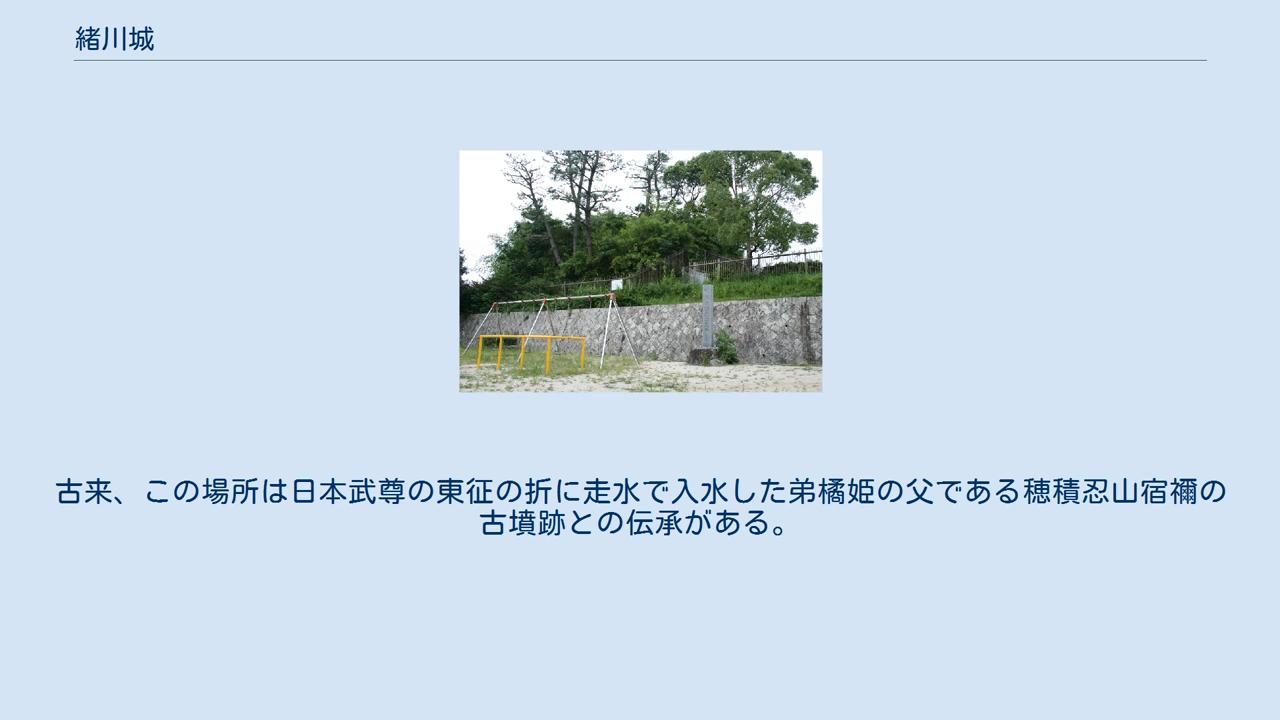 緒川城
古来、この場所は日本武尊の東征の折に走水で入水した弟橘姫の父である穂積忍山宿禰の
古墳跡との伝承がある。